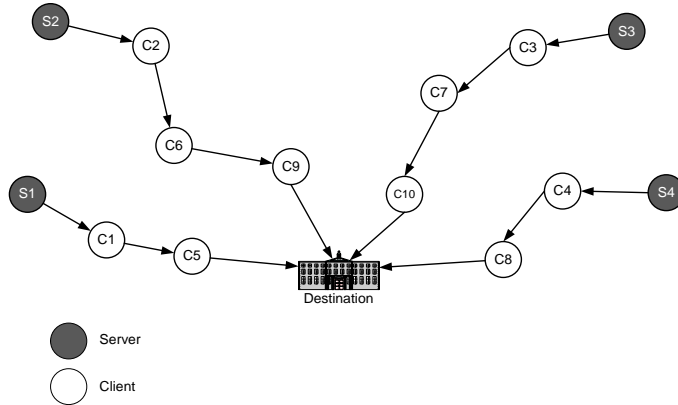 S2
S3
C2
C3
C7
C6
C9
S1
C10
C4
S4
C1
C5
C8
Destination
Server
Client